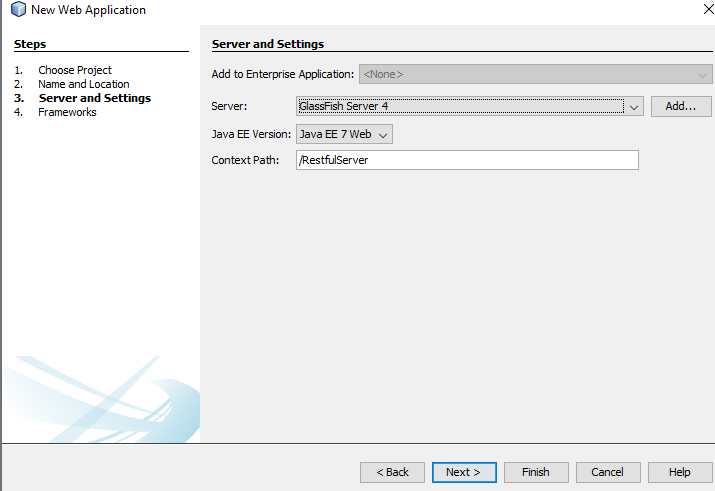 New Web Application
Steps
1. Choose Project
2. Name and Location
3. Server and Settings
4. Frameworks
Server and Settings
Add to Enterprise Application: <None>
Server: GlassFish Server 4 Add...
Java EE Version: Java EE 7 Web
Context Path: /RestfulServer
< Back Next > Finish Cancel Help